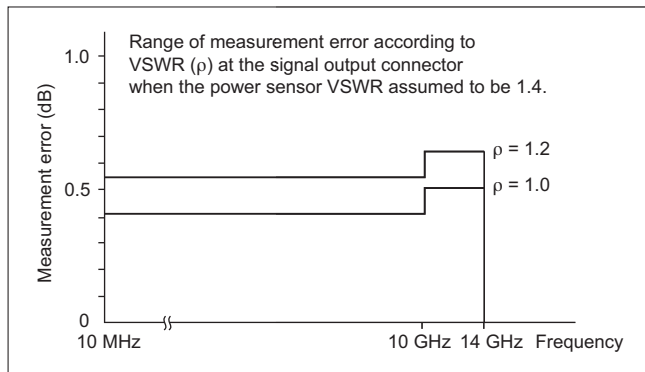 Range of measurement error according to
VSWR (ρ) at the signal output connector
when the power sensor VSWR assumed to be 1.4.
Measurement error (dB)
1.0
0.5
0
ρ = 1.2
ρ = 1.0
10 MHz
10 GHz
14 GHz
Frequency